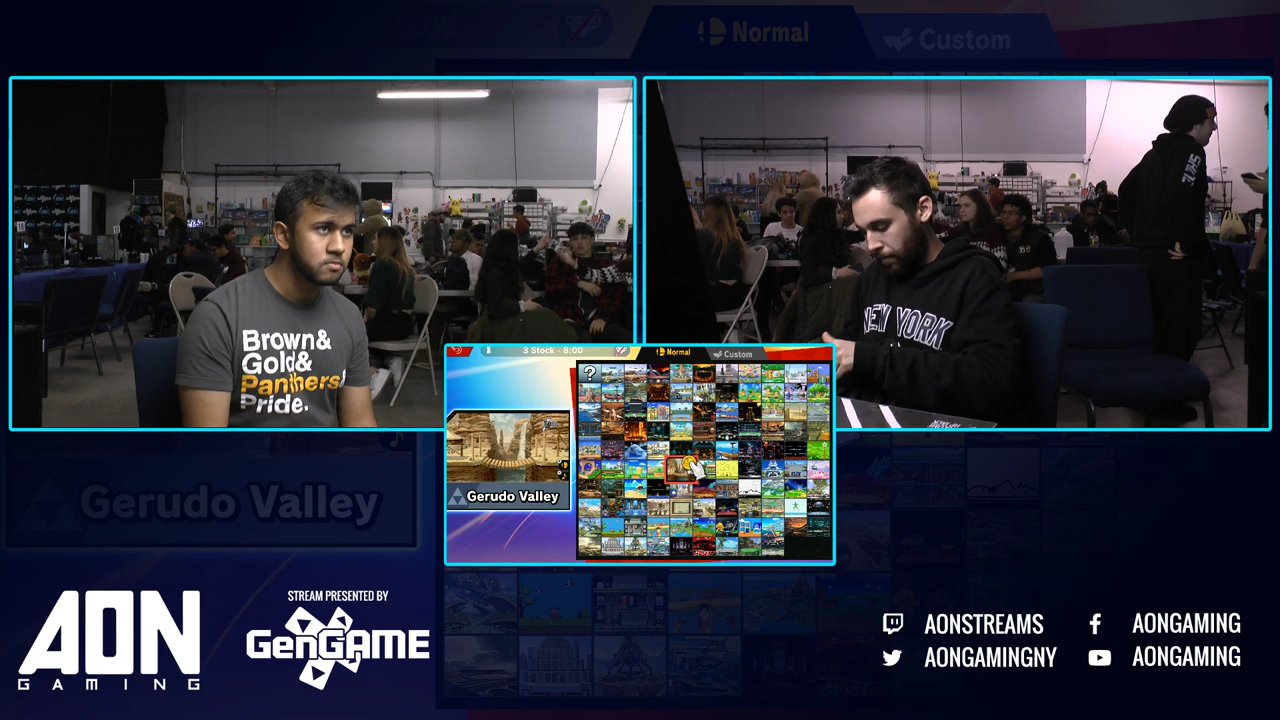 Normal
Custom
Brown&
Gold&
Panthers&
Pride.
NEW YORK
3 Stock - 8:00
Normal
Custom
?
Gerudo Valley
Gerudo Valley
AON
GAMING
STREAM PRESENTED BY
GenGAME
AONSTREAMS
AONGAMING
AONGAMINGNY
AONGAMING